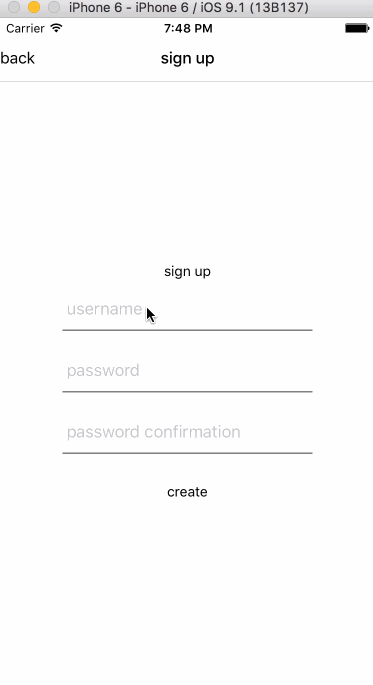 iPhone 6 - iPhone 6 / iOS 9.1 (13B137)
Carrier 7:48 PM
back sign up
sign up
username
password
password confirmation
create